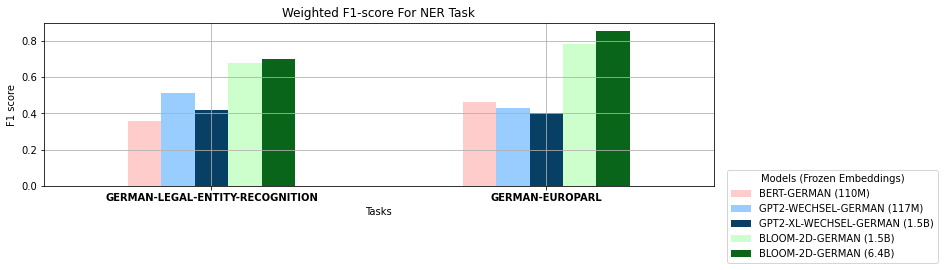 Weighted F1-score For NER Task
F1 score
0.8
0.6
0.4
0.2
0.0
GERMAN-LEGAL-ENTITY-RECOGNITION
GERMAN-EUROPARL
Tasks
Models (Frozen Embeddings)
BERT-GERMAN (110M)
GPT2-WECHSEL-GERMAN (117M)
GPT2-XL-WECHSEL-GERMAN (1.5B)
BLOOM-2D-GERMAN (1.5B)
BLOOM-2D-GERMAN (6.4B)